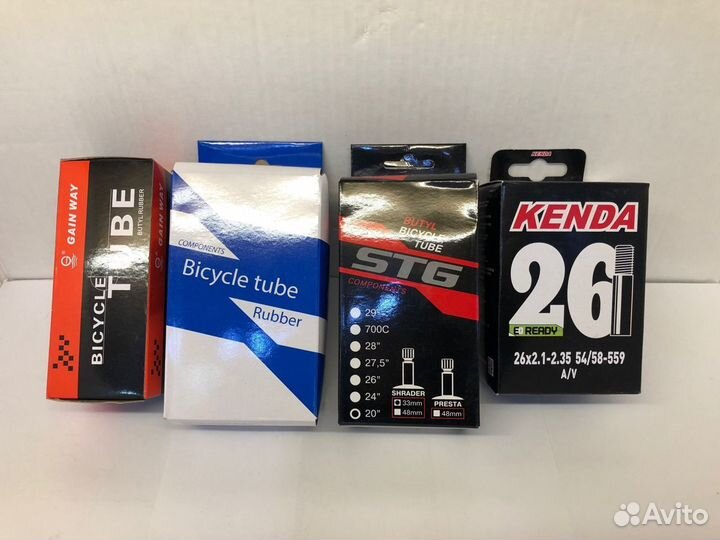 GAIN WAY
BICYCLE
TUBE
BUTYL RUBBER
GAIN WAY
COMPONENTS
Bicycle tube
Rubber
BUTYL
BICYCLE
TUBE
STG
COMPONENTS
29"
700C
28"
27,5"
26"
24"
20"
SHRADER
33mm
48mm
PRESTA
48mm
KENDA
KENDA
26
E READY
26x2.1-2.35 54/58-559
A/V
Avito